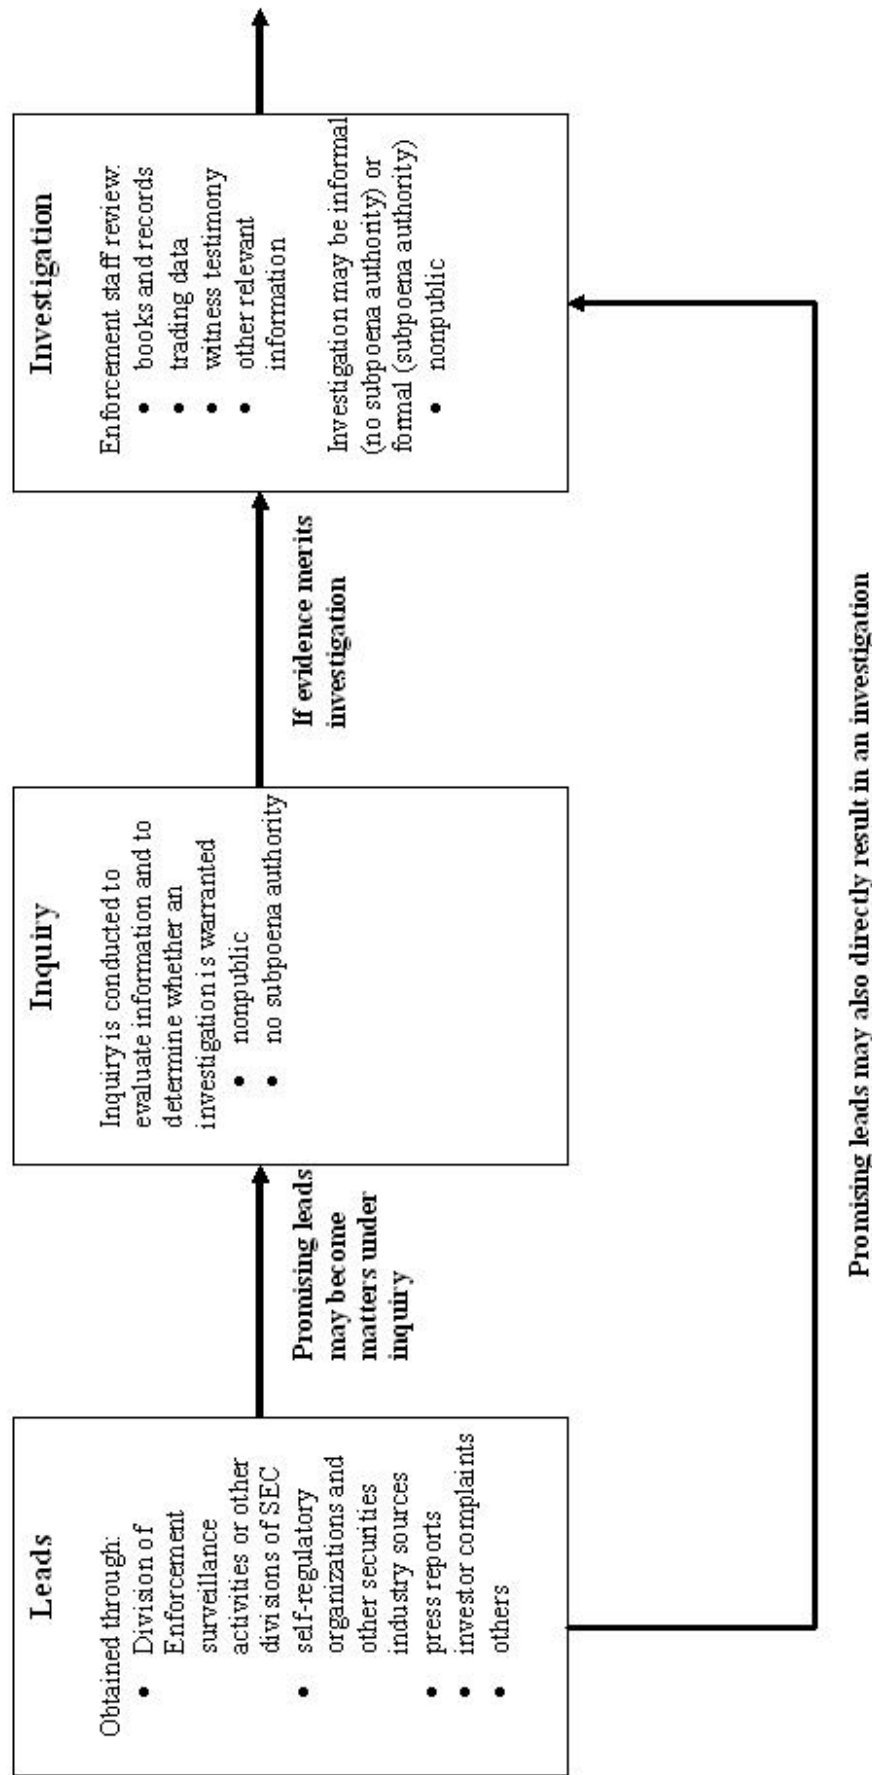 Leads
Obtained through:
• Division of
Enforcement
surveillance
activities or other
divisions of SEC
• self-regulatory
organizations and
other securities
industry sources
• press reports
• investor complaints
• others
Promising leads
may become
matters under
inquiry
Inquiry
Inquiry is conducted to
evaluate information and to
determine whether an
investigation is warranted
• nonpublic
• no subpoena authority
If evidence merits
investigation
Investigation
Enforcement staff review:
• books and records
• trading data
• witness testimony
• other relevant
information
Investigation may be informal
(no subpoena authority) or
formal (subpoena authority)
• nonpublic
Promising leads may also directly result in an investigation